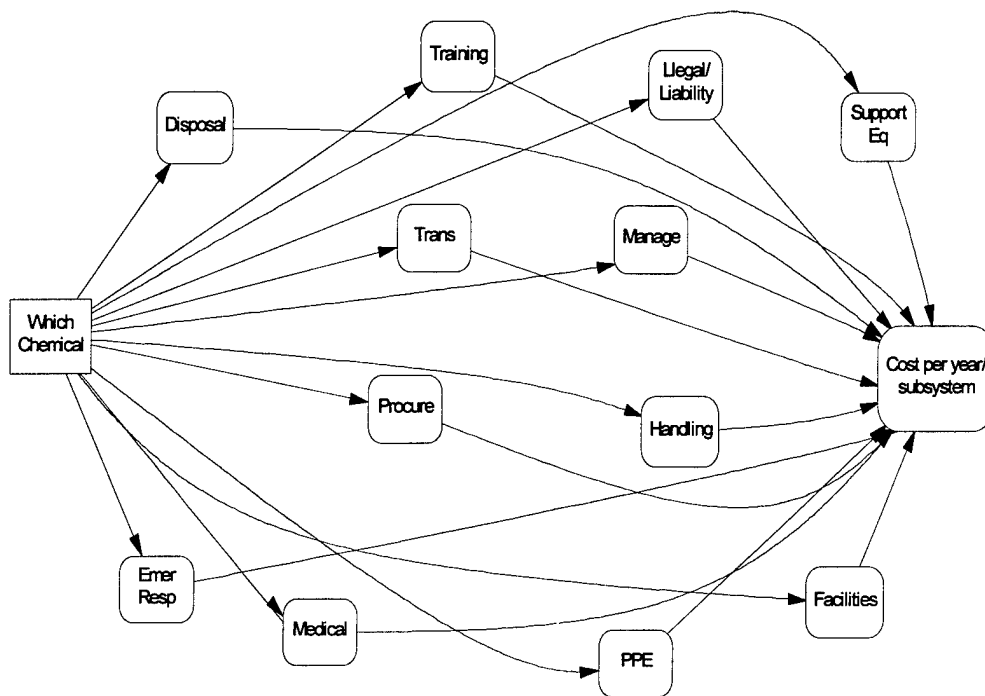 Training
Llegal/
Liability
Disposal
Support
Eq
Trans
Manage
Which
Chemical
Cost per year/
subsystem
Procure
Handling
Emer
Resp
Facilities
Medical
PPE